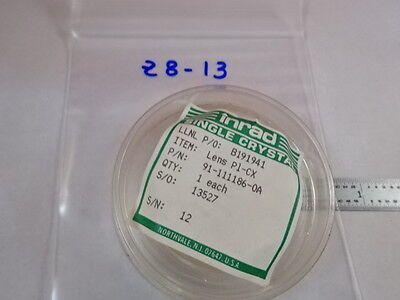 28-13
inrad
SINGLE CRYSTA
LLNL P/O: B191941
ITEM: Lens Pl-CX
P/N: 91-111186-0A
QTY: 1 each
S/O: 13527
S/N: 12
NORTHVALE, N.J. 07647, U.S.A.
1